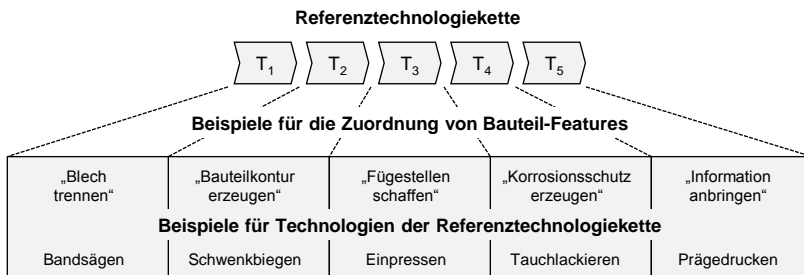 Referenztechnologiekette
T1 T2 T3 T4 T5
Beispiele für die Zuordnung von Bauteil-Features
„Blech trennen“
„Bauteilkontur erzeugen“
„Fügestellen schaffen“
„Korrosionsschutz erzeugen“
„Information anbringen“
Beispiele für Technologien der Referenztechnologiekette
Bandsägen Schwenkbiegen Einpressen Tauchlackieren Prägedrucken